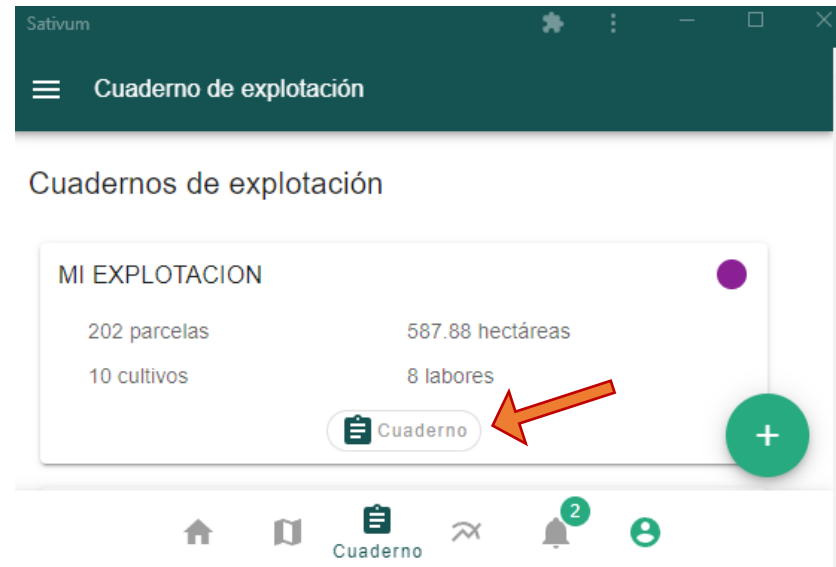 Sativum
Cuaderno de explotación
Cuadernos de explotación
MI EXPLOTACION
202 parcelas
587.88 hectáreas
10 cultivos
8 labores
Cuaderno
+
2
Cuaderno